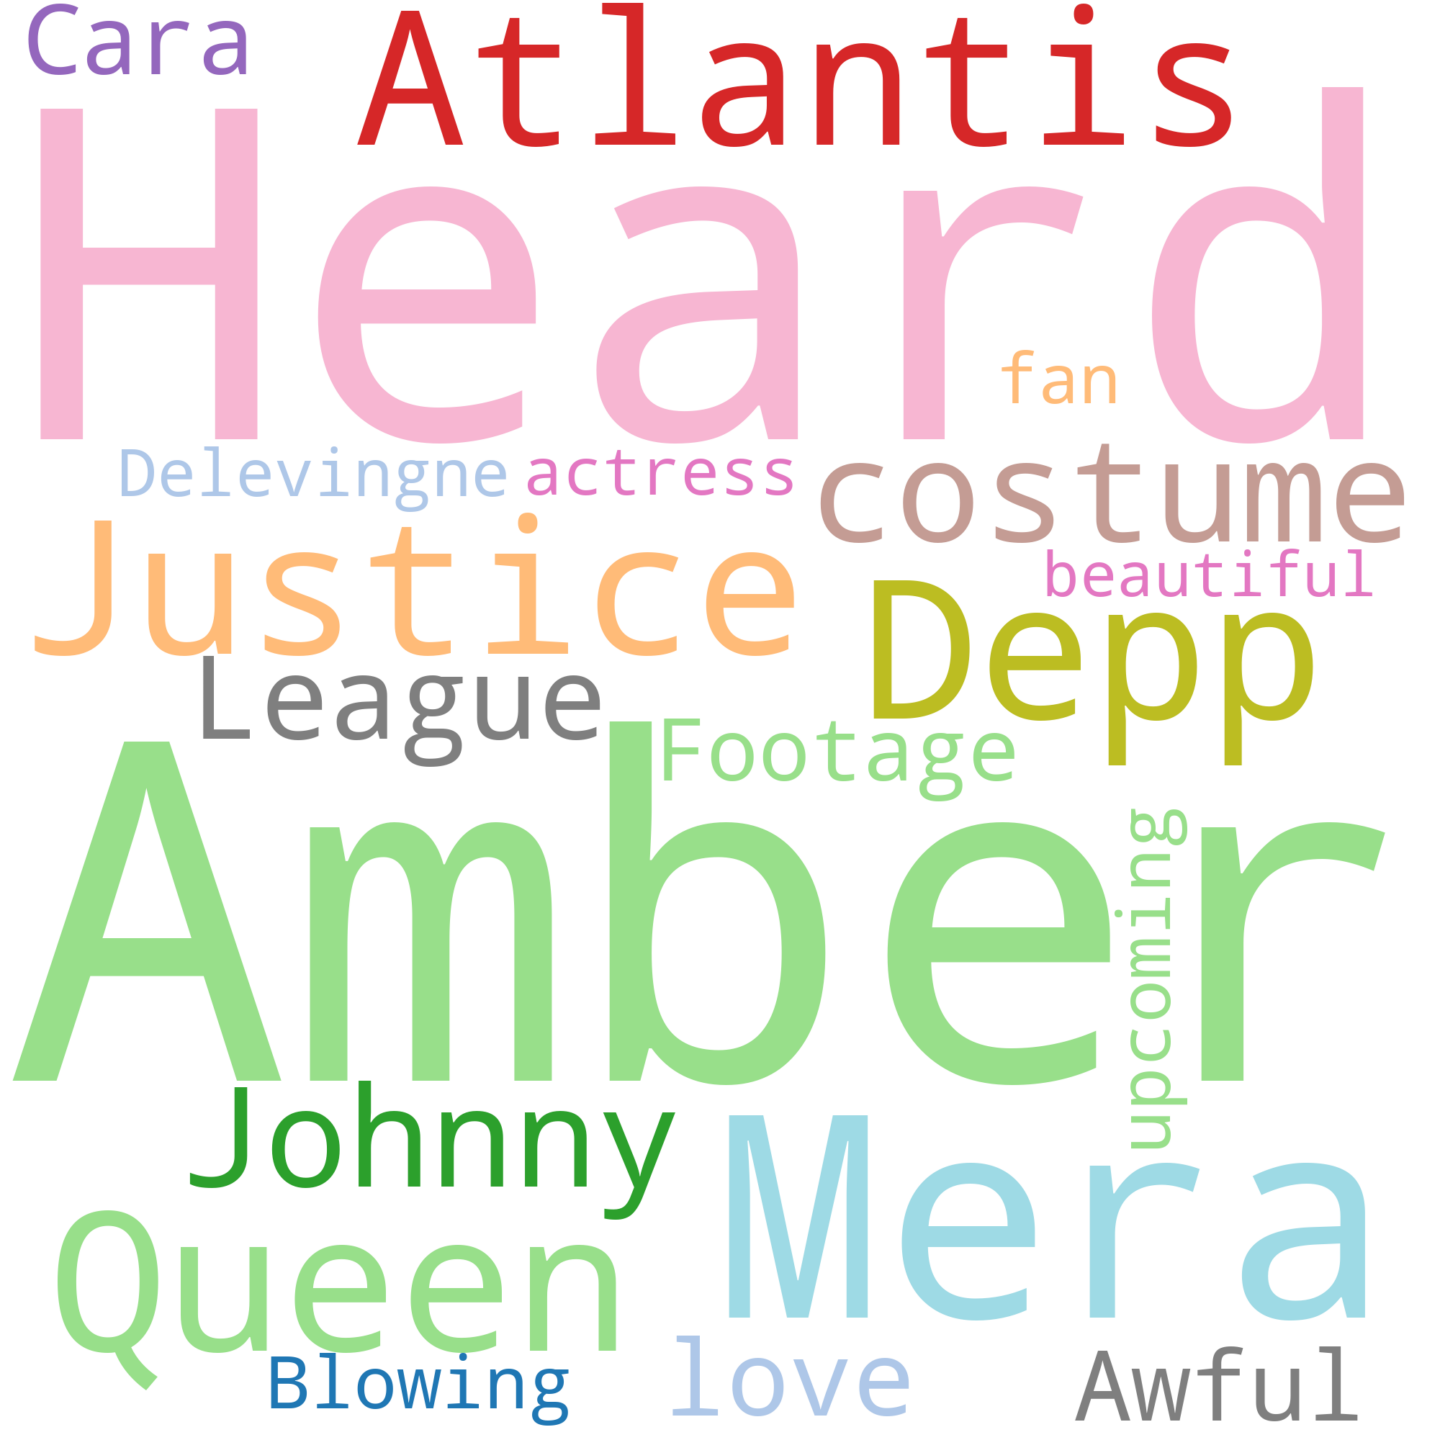 Cara
Atlantis
Heard
fan
Delevingne
actress
costume
Justice
beautiful
Depp
League
Footage
Amber
upcoming
Johnny
Mera
Queen
Blowing
love
Awful